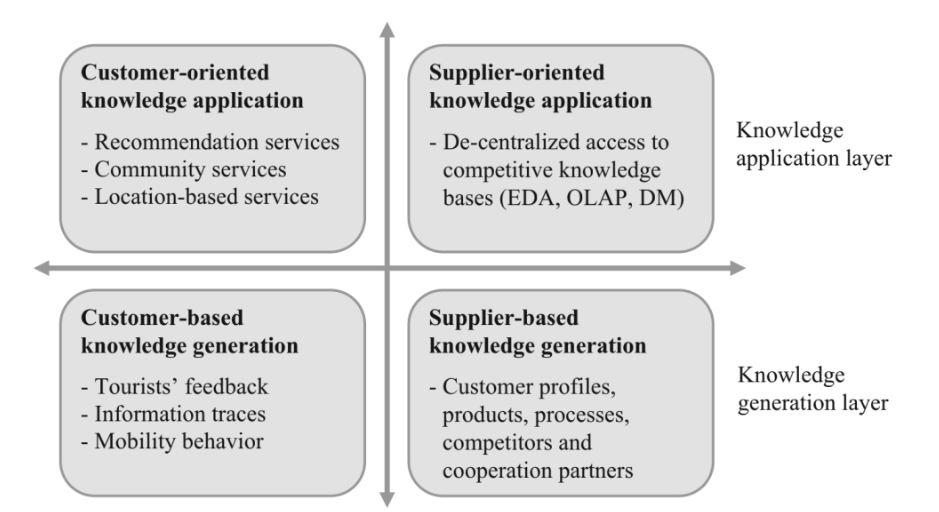 Customer-oriented
knowledge application
- Recommendation services
- Community services
- Location-based services
Supplier-oriented
knowledge application
- De-centralized access to
competitive knowledge
bases (EDA, OLAP, DM)
Knowledge
application layer
Customer-based
knowledge generation
- Tourists’ feedback
- Information traces
- Mobility behavior
Supplier-based
knowledge generation
- Customer profiles,
products, processes,
competitors and
cooperation partners
Knowledge
generation layer